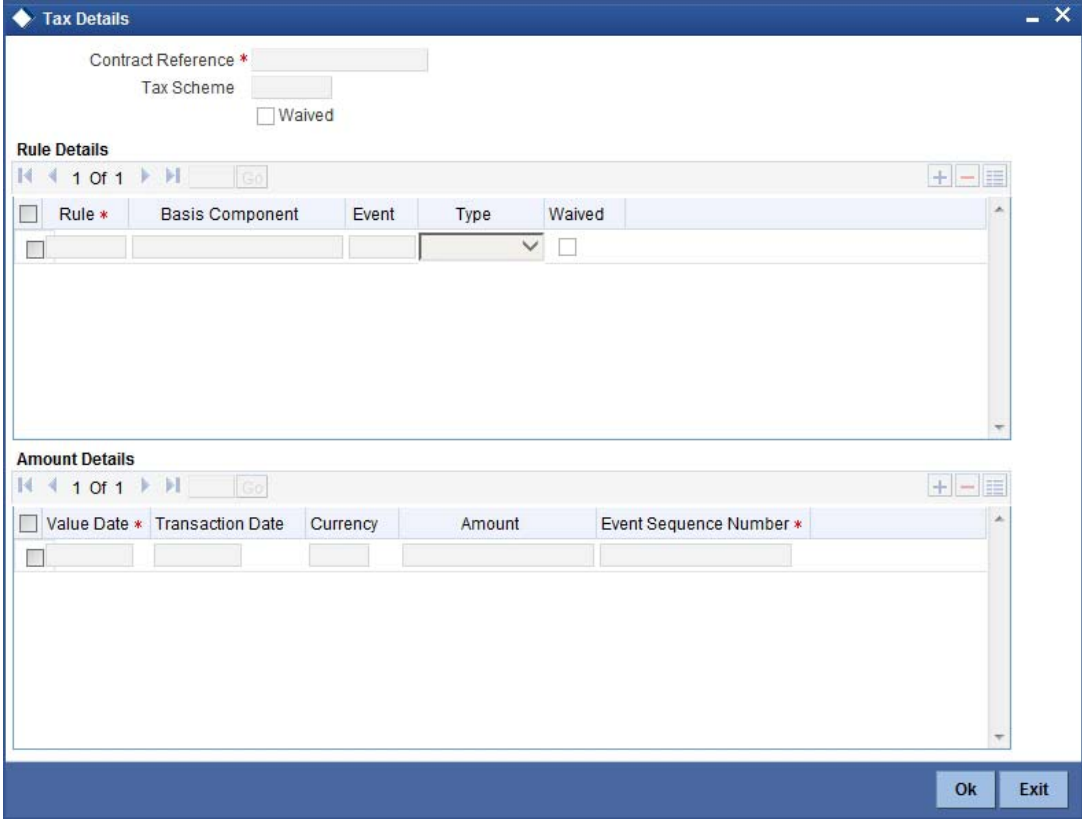 Tax Details
Contract Reference *
Tax Scheme
Waived
Rule Details
1 Of 1 Go
Rule * Basis Component Event Type Waived
Amount Details
1 Of 1 Go
Value Date * Transaction Date Currency Amount Event Sequence Number *
Ok Exit